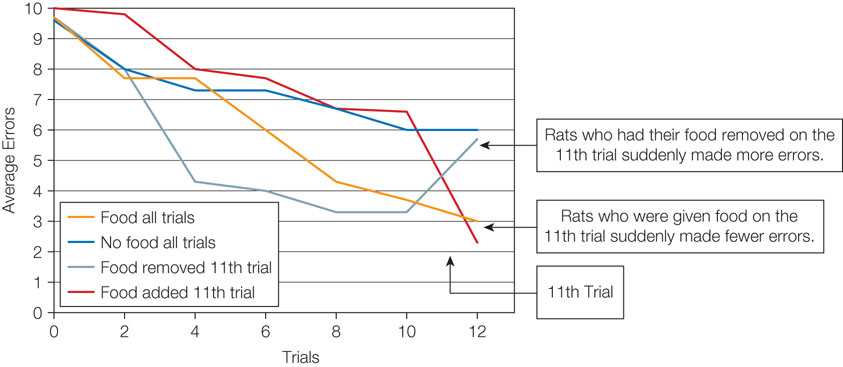 10
9
8
7
6
5
4
3
2
1
0
Average Errors
Food all trials
No food all trials
Food removed 11th trial
Food added 11th trial
0 2 4 6 8 10 12
Trials
Rats who had their food removed on the
11th trial suddenly made more errors.
Rats who were given food on the
11th trial suddenly made fewer errors.
11th Trial